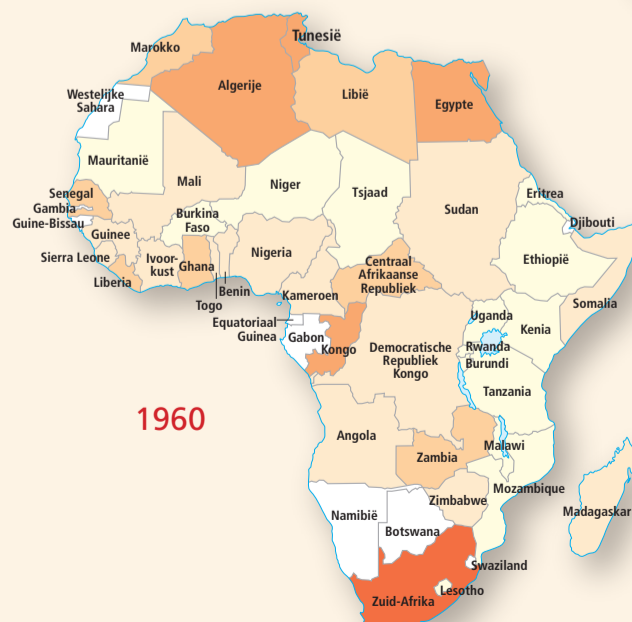 Tunesië
Marokko
Algerije
Libië
Egypte
Westelijke
Sahara
Mauritanië
Mali
Niger
Tsjaad
Sudan
Eritrea
Djibouti
Senegal
Gambia
Guine-Bissau
Guinee
Sierra Leone
Liberia
Burkina
Faso
Ivoor-
kust
Ghana
Togo
Benin
Nigeria
Kameroen
Centraal
Afrikaanse
Republiek
Ethiopië
Somalia
Equatoriaal
Guinea
Gabon
Kongo
Democratische
Republiek
Kongo
Uganda
Kenia
Rwanda
Burundi
Tanzania
1960
Angola
Zambia
Malawi
Mozambique
Zimbabwe
Madagaskar
Namibië
Botswana
Swaziland
Lesotho
Zuid-Afrika